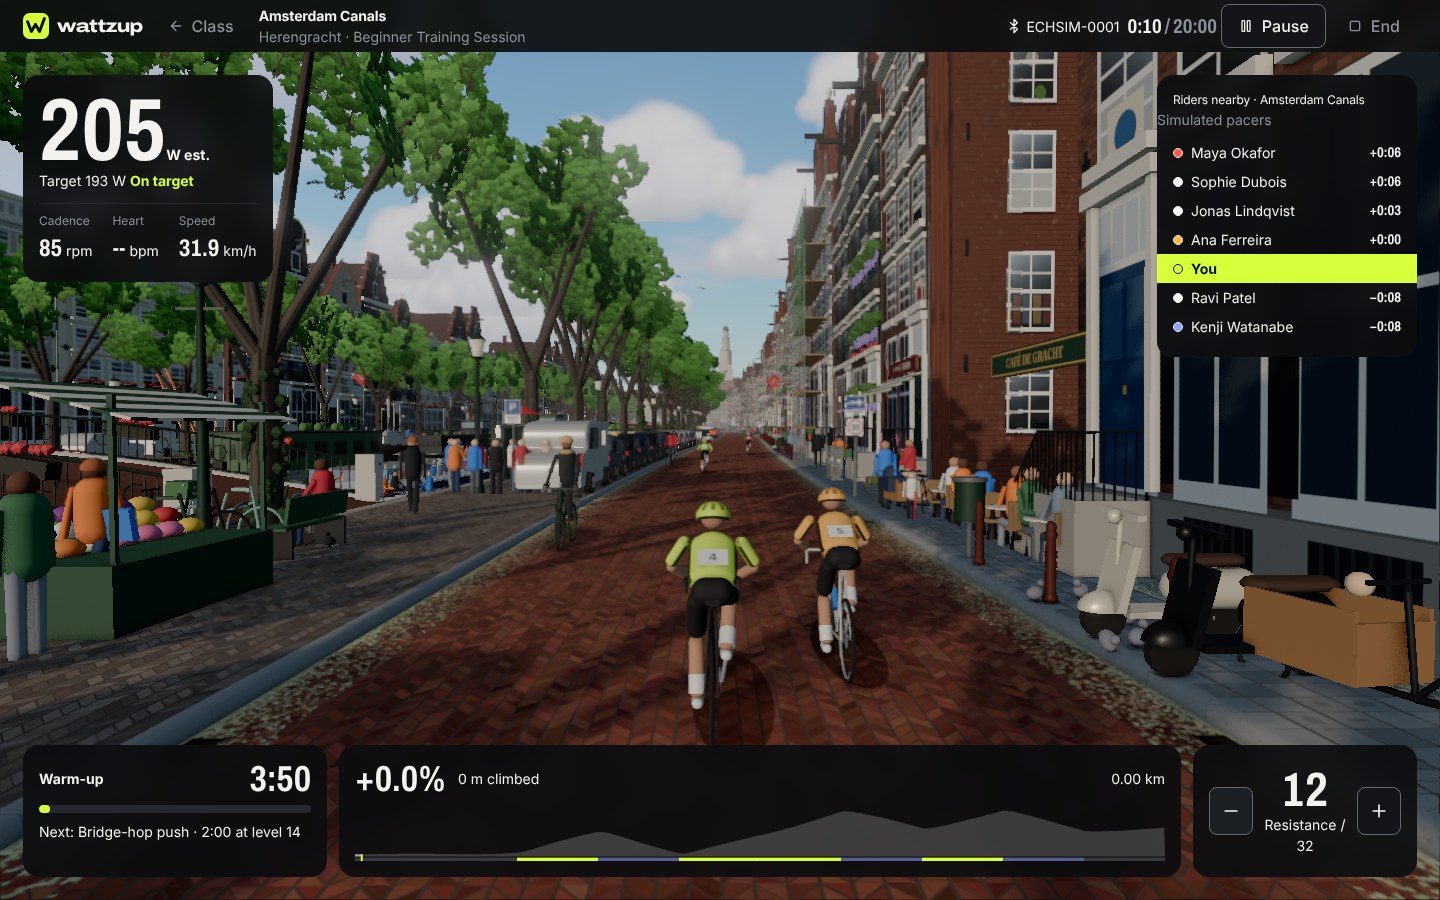 wattzup
Class
Amsterdam Canals
Herengracht · Beginner Training Session
ECHSIM-0001 0:10 / 20:00
Pause
End
205 W est.
Target 193 W On target
Cadence Heart Speed
85 rpm -- bpm 31.9 km/h
Riders nearby · Amsterdam Canals
Simulated pacers
Maya Okafor +0:06
Sophie Dubois +0:06
Jonas Lindqvist +0:03
Ana Ferreira +0:00
You
Ravi Patel −0:08
Kenji Watanabe −0:08
CAFÉ DE GRACHT
P
4
5
Warm-up 3:50
Next: Bridge-hop push · 2:00 at level 14
+0.0% 0 m climbed 0.00 km
− 12 +
Resistance /
32